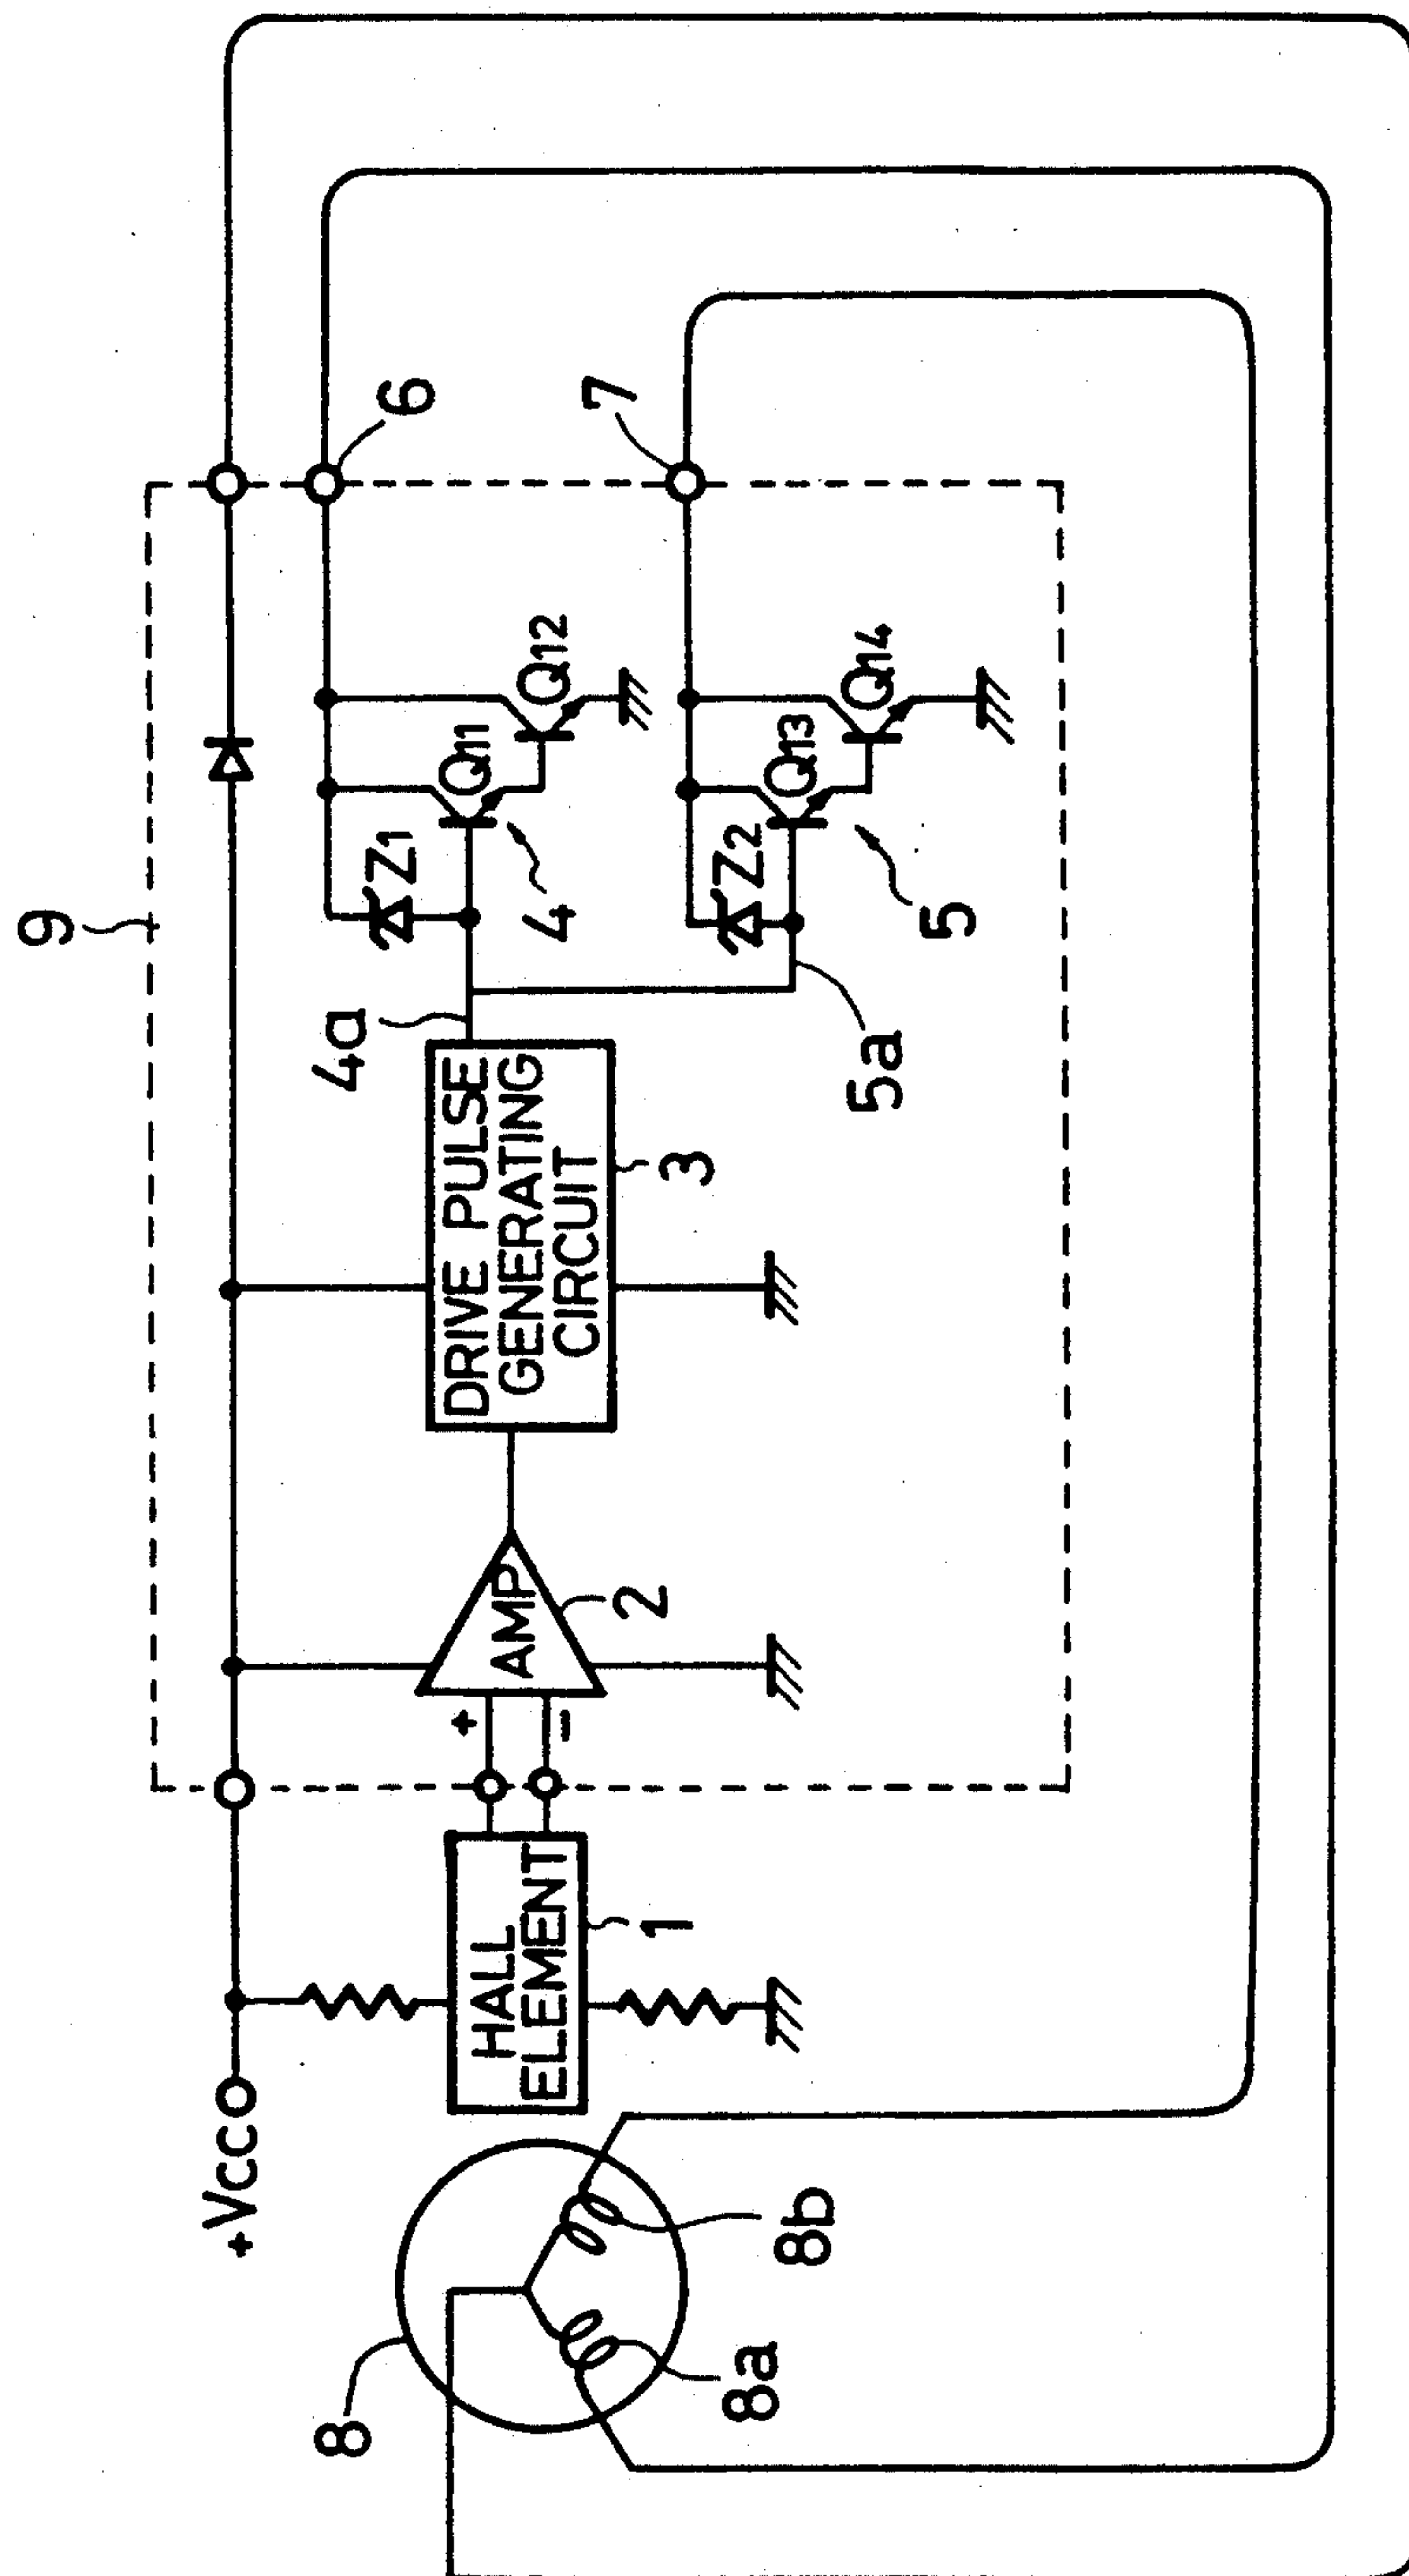 9
6
7
Z1
Q11
Q12
4
Z2
Q13
Q14
5
4a
5a
DRIVE PULSE
GENERATING
CIRCUIT
3
AMP
2
+
-
HALL
ELEMENT
1
+Vcc
8
8a
8b